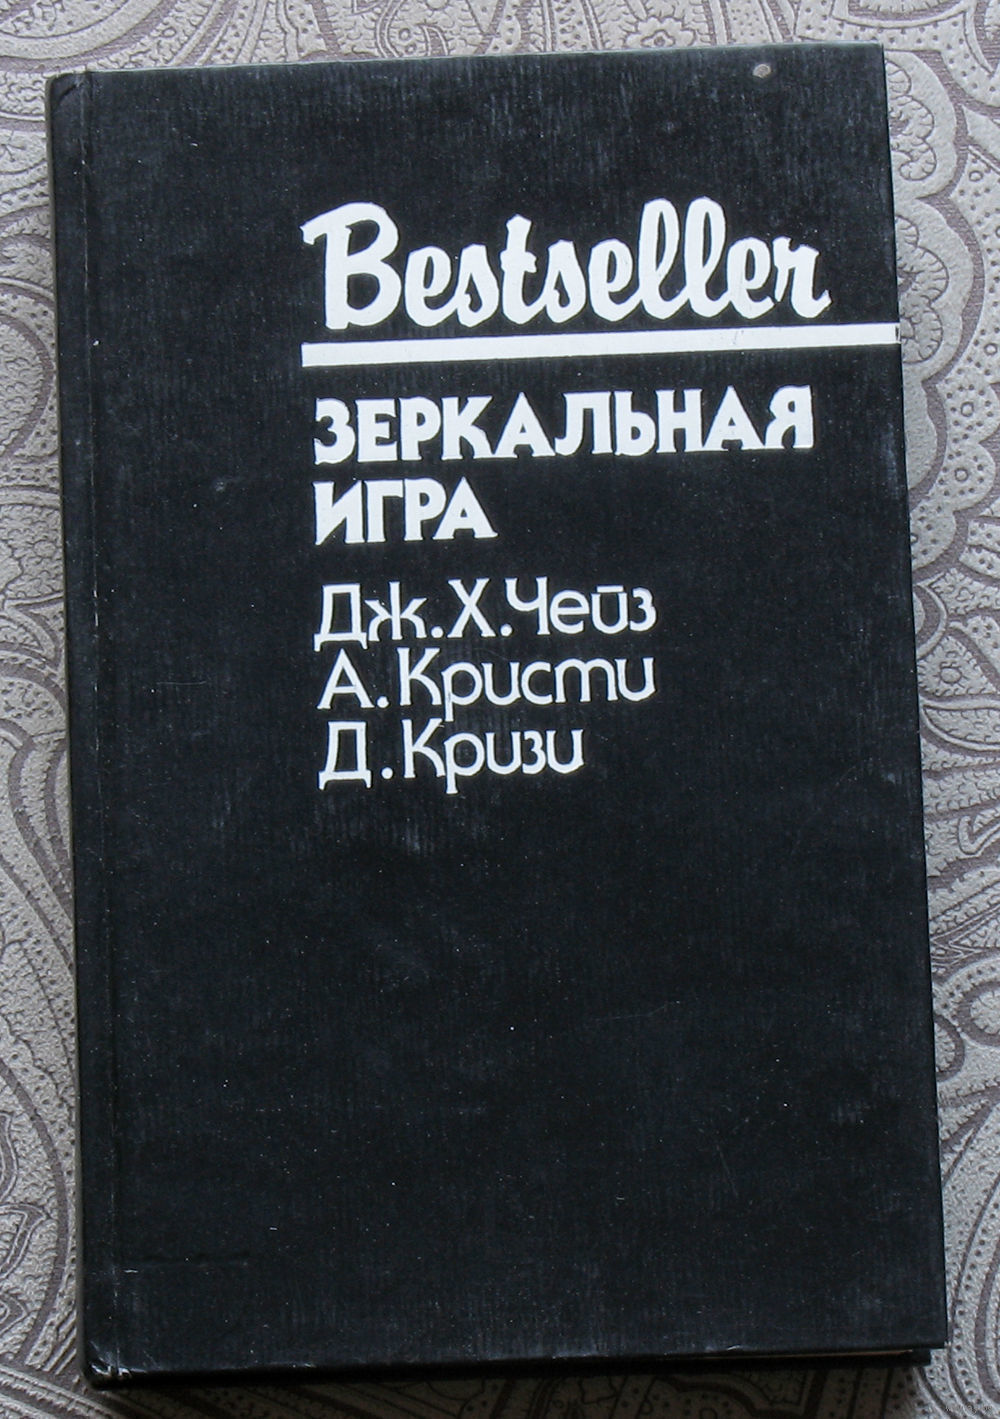 Bestseller
ЗЕРКАЛЬНАЯ
ИГРА
Дж. Х. Чейз
А. Кристи
Д. Кризи